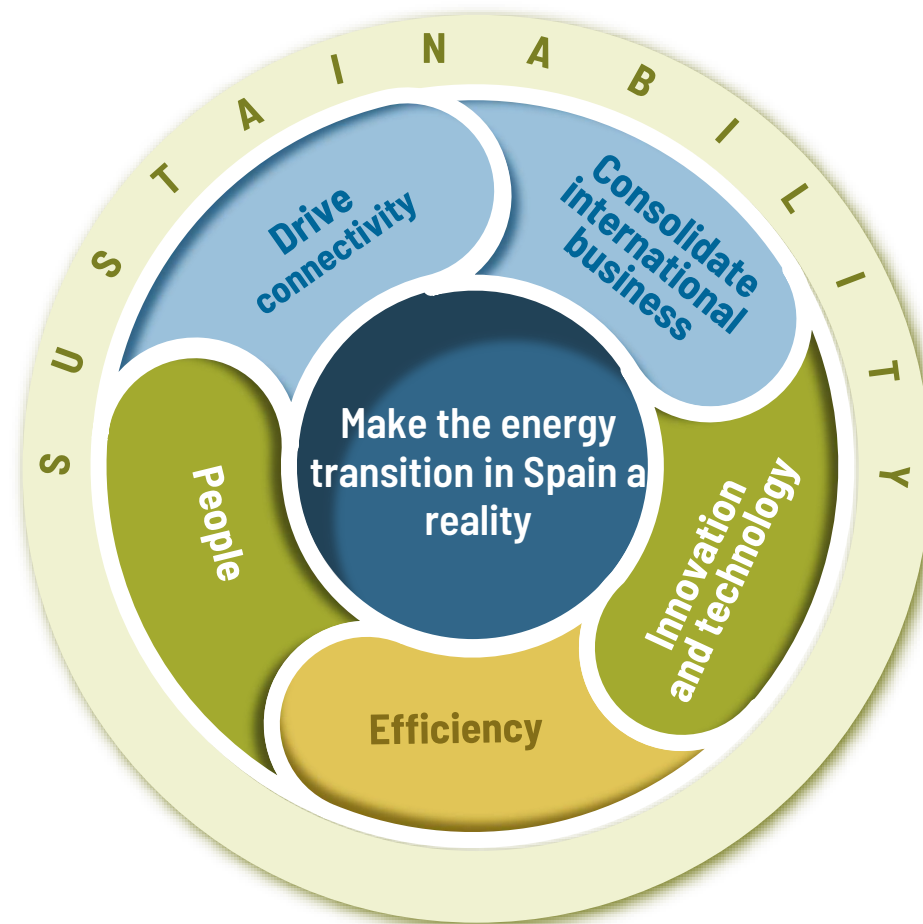 SUSTAINABILITY
Drive
connectivity
Consolidate
international
business
Make the energy
transition in Spain a
reality
People
Innovation
and technology
Efficiency